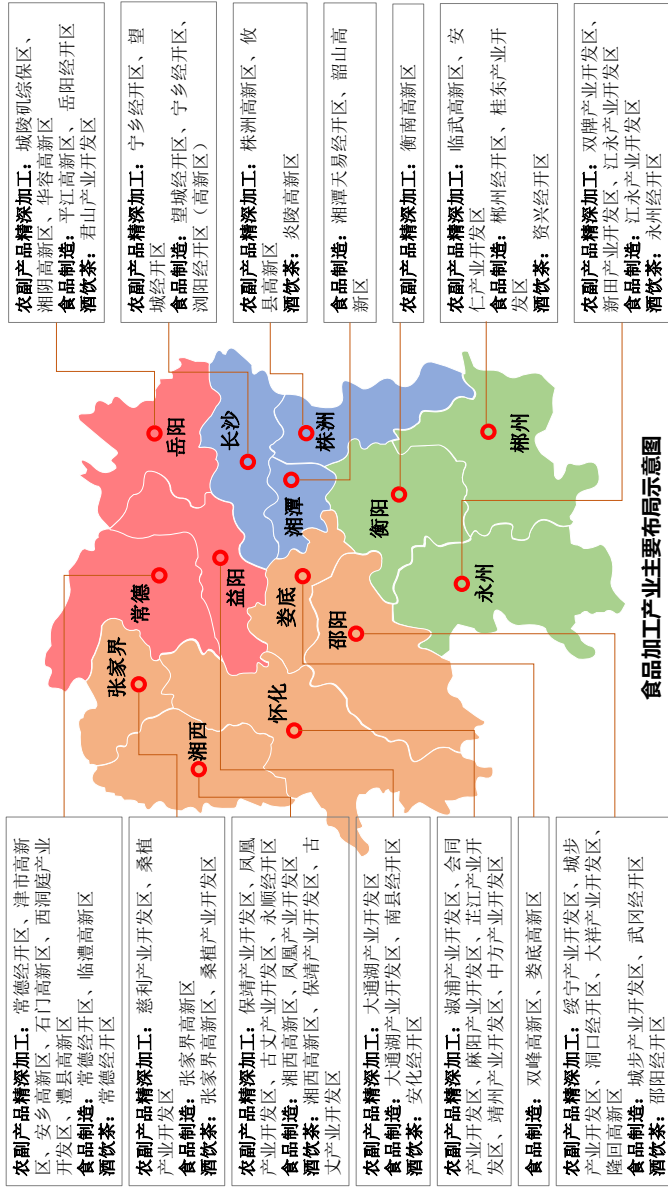 农副产品精深加工：常德经开区、津市高新
区、安乡高新区、石门高新区、西洞庭产业
开发区、澧县高新区
食品制造：常德经开区、临澧高新区
酒饮茶：常德经开区
农副产品精深加工：慈利产业开发区、桑植
产业开发区
食品制造：张家界高新区
酒饮茶：张家界高新区、桑植产业开发区
农副产品精深加工：保靖产业开发区、凤凰
产业开发区、古丈产业开发区、永顺经开区
食品制造：湘西高新区、凤凰产业开发区
酒饮茶：湘西高新区、保靖产业开发区、古
丈产业开发区
农副产品精深加工：大通湖产业开发区
食品制造：大通湖产业开发区、南县经开区
酒饮茶：安化经开区
农副产品精深加工：溆浦产业开发区、会同
产业开发区、麻阳产业开发区、芷江产业开
发区、靖州产业开发区、中方产业开发区
食品制造：双峰高新区、娄底高新区
农副产品精深加工：绥宁产业开发区、城步
产业开发区、洞口经开区、大祥产业开发区、
隆回高新区
食品制造：城步产业开发区、武冈经开区
酒饮茶：邵阳经开区
张家界
常德
岳阳
湘西
益阳
长沙
怀化
娄底
湘潭
株洲
邵阳
衡阳
永州
郴州
农副产品精深加工：城陵矶综保区、
湘阴高新区、华容高新区
食品制造：平江高新区、岳阳经开区
酒饮茶：君山产业开发区
农副产品精深加工：宁乡经开区、望
城经开区
食品制造：望城经开区、宁乡经开区、
浏阳经开区（高新区）
农副产品精深加工：株洲高新区、攸
县高新区
酒饮茶：炎陵高新区
食品制造：湘潭天易经开区、韶山高
新区
农副产品精深加工：衡南高新区
农副产品精深加工：临武高新区、安
仁产业开发区
食品制造：郴州经开区、桂东产业开
发区
酒饮茶：资兴经开区
农副产品精深加工：双牌产业开发区、
新田产业开发区、江永产业开发区
食品制造：江永产业开发区
酒饮茶：永州经开区
食品加工产业主要布局示意图